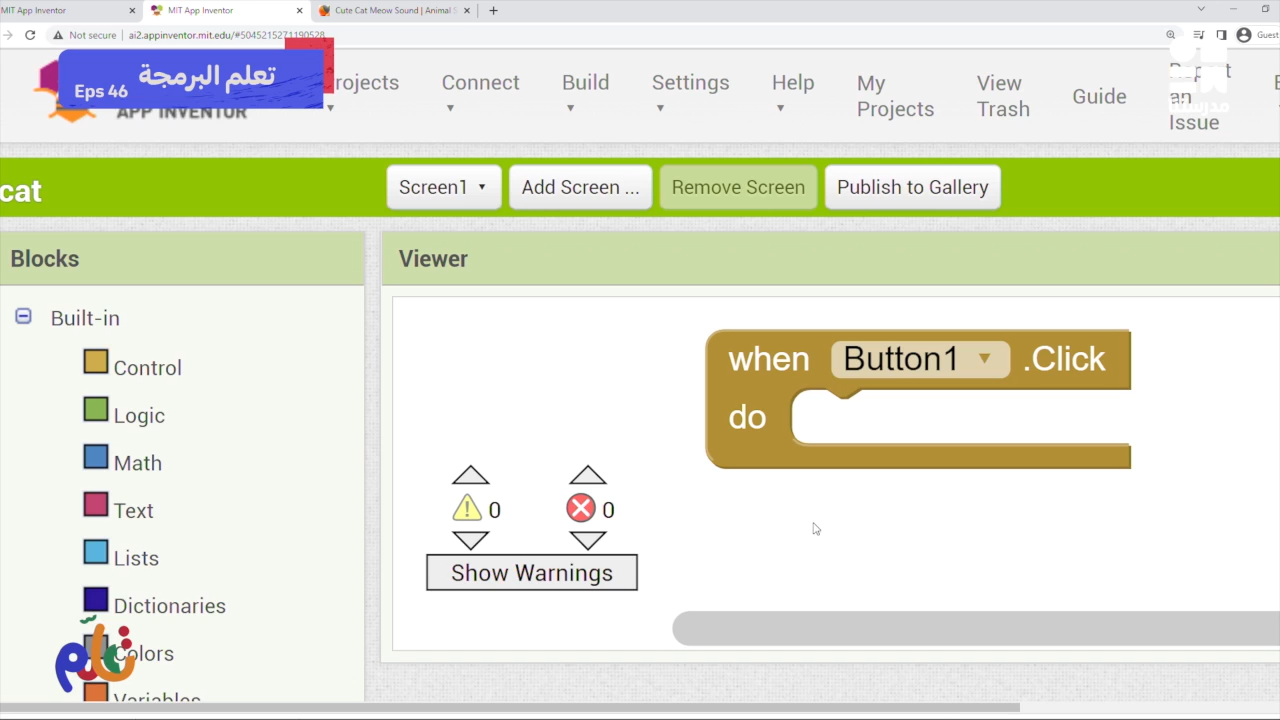 MIT App Inventor
MIT App Inventor
Cute Cat Meow Sound | Animal S
Not secure
ai2.appinventor.mit.edu/#5045215271190528
Guest
تعلم البرمجة
Eps 46
APP INVENTOR
rojects
Connect
Build
Settings
Help
My Projects
View Trash
Guide
Report an Issue
مدرسة
cat
Screen1
Add Screen ...
Remove Screen
Publish to Gallery
Blocks
Viewer
Built-in
Control
Logic
Math
Text
Lists
Dictionaries
Colors
Variables
when Button1 .Click
do
0
0
Show Warnings